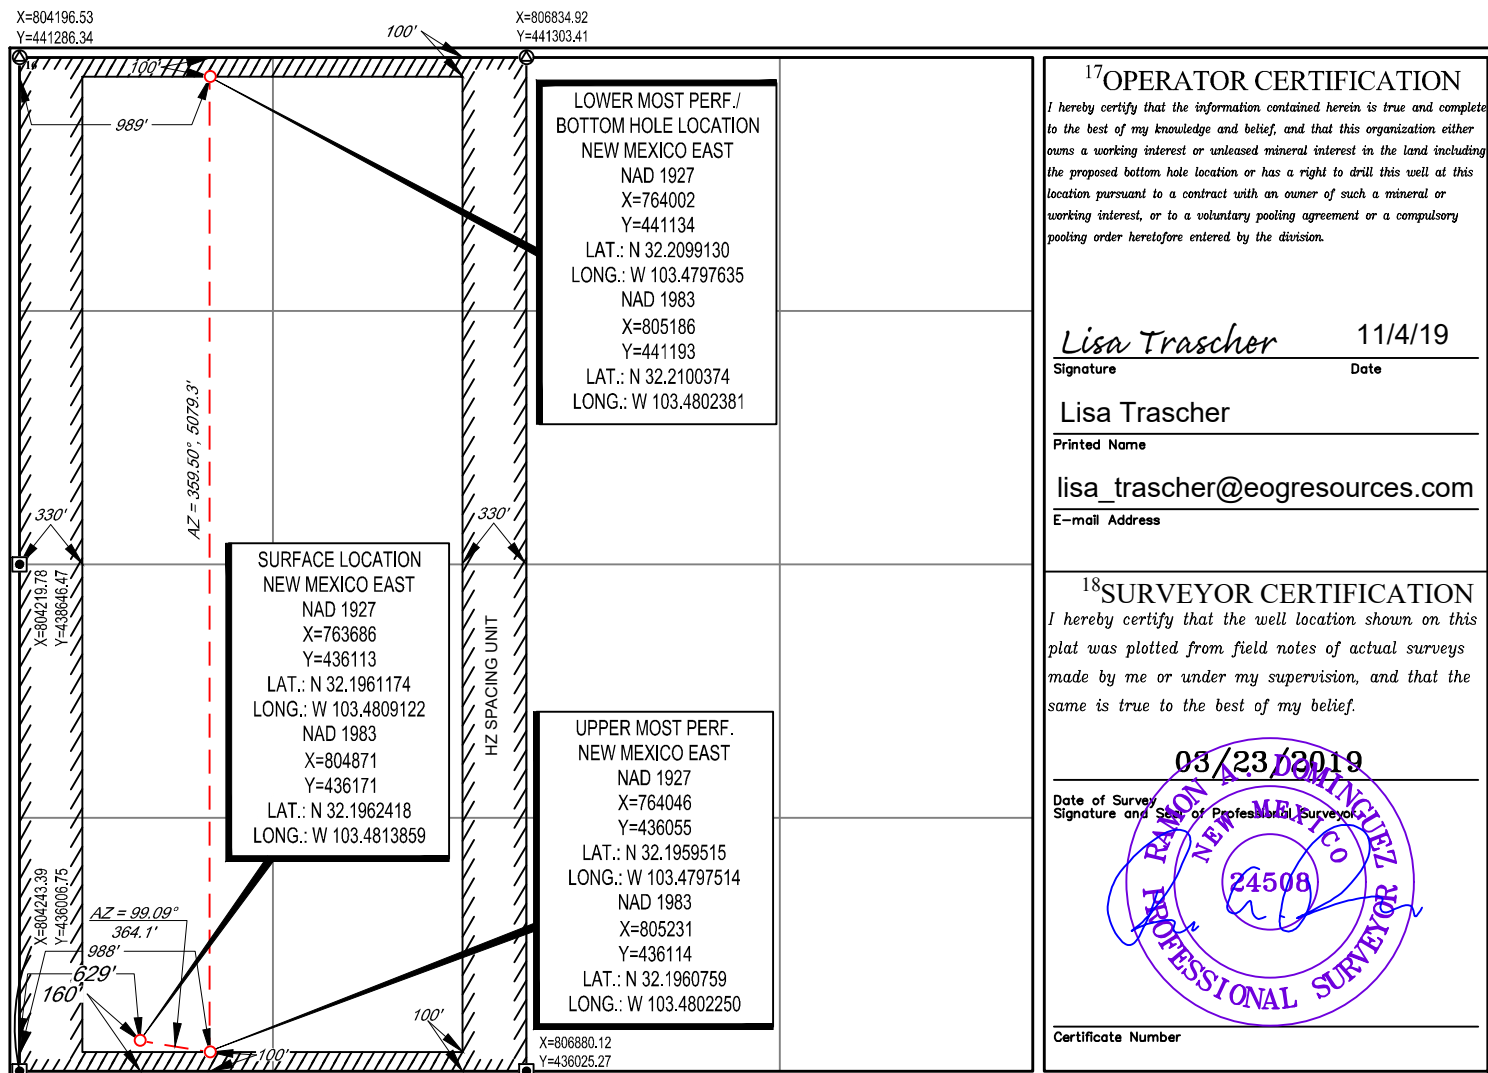 X=804196.53
Y=441286.34
X=806834.92
Y=441303.41
100'
16
100'
989'
LOWER MOST PERF./
BOTTOM HOLE LOCATION
NEW MEXICO EAST
NAD 1927
X=764002
Y=441134
LAT.: N 32.2099130
LONG.: W 103.4797635
NAD 1983
X=805186
Y=441193
LAT.: N 32.2100374
LONG.: W 103.4802381
AZ = 359.50°, 5079.3'
330'
330'
X=804219.78
Y=438646.47
SURFACE LOCATION
NEW MEXICO EAST
NAD 1927
X=763686
Y=436113
LAT.: N 32.1961174
LONG.: W 103.4809122
NAD 1983
X=804871
Y=436171
LAT.: N 32.1962418
LONG.: W 103.4813859
HZ SPACING UNIT
UPPER MOST PERF.
NEW MEXICO EAST
NAD 1927
X=764046
Y=436055
LAT.: N 32.1959515
LONG.: W 103.4797514
NAD 1983
X=805231
Y=436114
LAT.: N 32.1960759
LONG.: W 103.4802250
X=804243.39
Y=436006.75
AZ = 99.09°
364.1'
988'
629'
160'
100'
100'
X=806880.12
Y=436025.27
17OPERATOR CERTIFICATION
I hereby certify that the information contained herein is true and complete
to the best of my knowledge and belief, and that this organization either
owns a working interest or unleased mineral interest in the land including
the proposed bottom hole location or has a right to drill this well at this
location pursuant to a contract with an owner of such a mineral or
working interest, or to a voluntary pooling agreement or a compulsory
pooling order heretofore entered by the division.
Lisa Trascher 11/4/19
Signature Date
Lisa Trascher
Printed Name
lisa_trascher@eogresources.com
E-mail Address
18SURVEYOR CERTIFICATION
I hereby certify that the well location shown on this
plat was plotted from field notes of actual surveys
made by me or under my supervision, and that the
same is true to the best of my belief.
03/23/2019
Date of Survey
Signature and Seal of Professional Surveyor
RAMON A. DOMINGUEZ
NEW MEXICO
24508
PROFESSIONAL SURVEYOR
Certificate Number